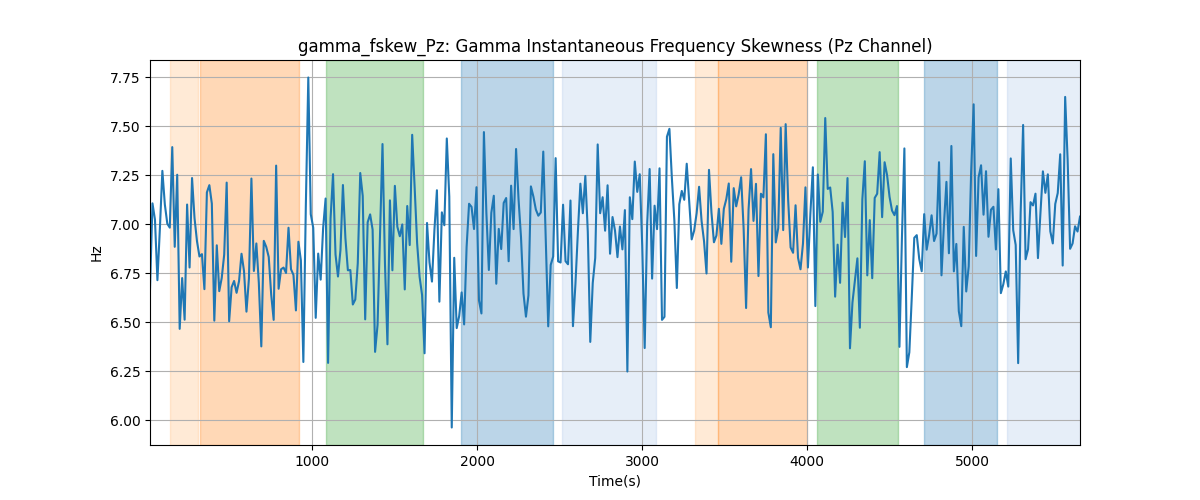 gamma_fskew_Pz: Gamma Instantaneous Frequency Skewness (Pz Channel)
7.75
7.50
7.25
7.00
6.75
6.50
6.25
6.00
Hz
1000 2000 3000 4000 5000
Time(s)